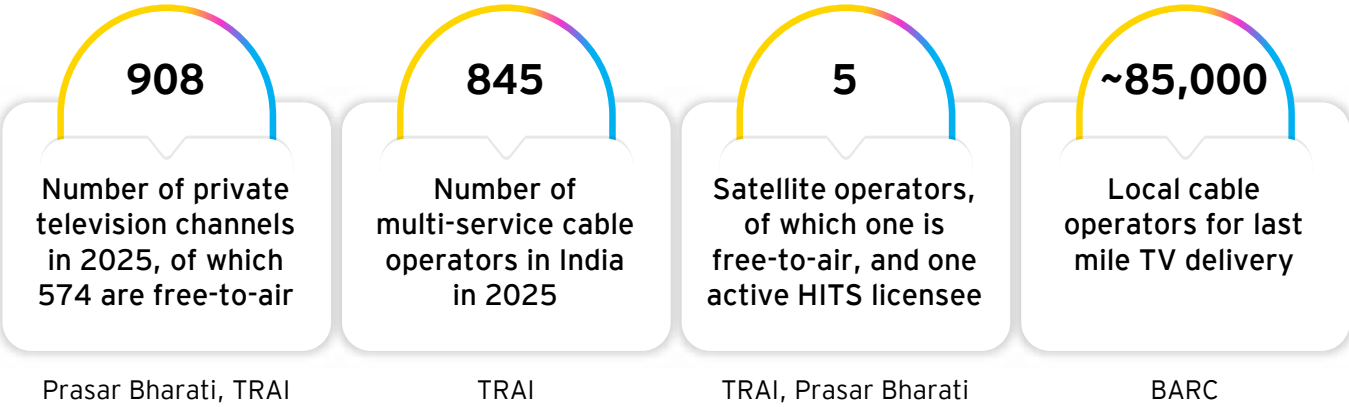 908
Number of private
television channels
in 2025, of which
574 are free-to-air
Prasar Bharati, TRAI
845
Number of
multi-service cable
operators in India
in 2025
TRAI
5
Satellite operators,
of which one is
free-to-air, and one
active HITS licensee
TRAI, Prasar Bharati
~85,000
Local cable
operators for last
mile TV delivery
BARC